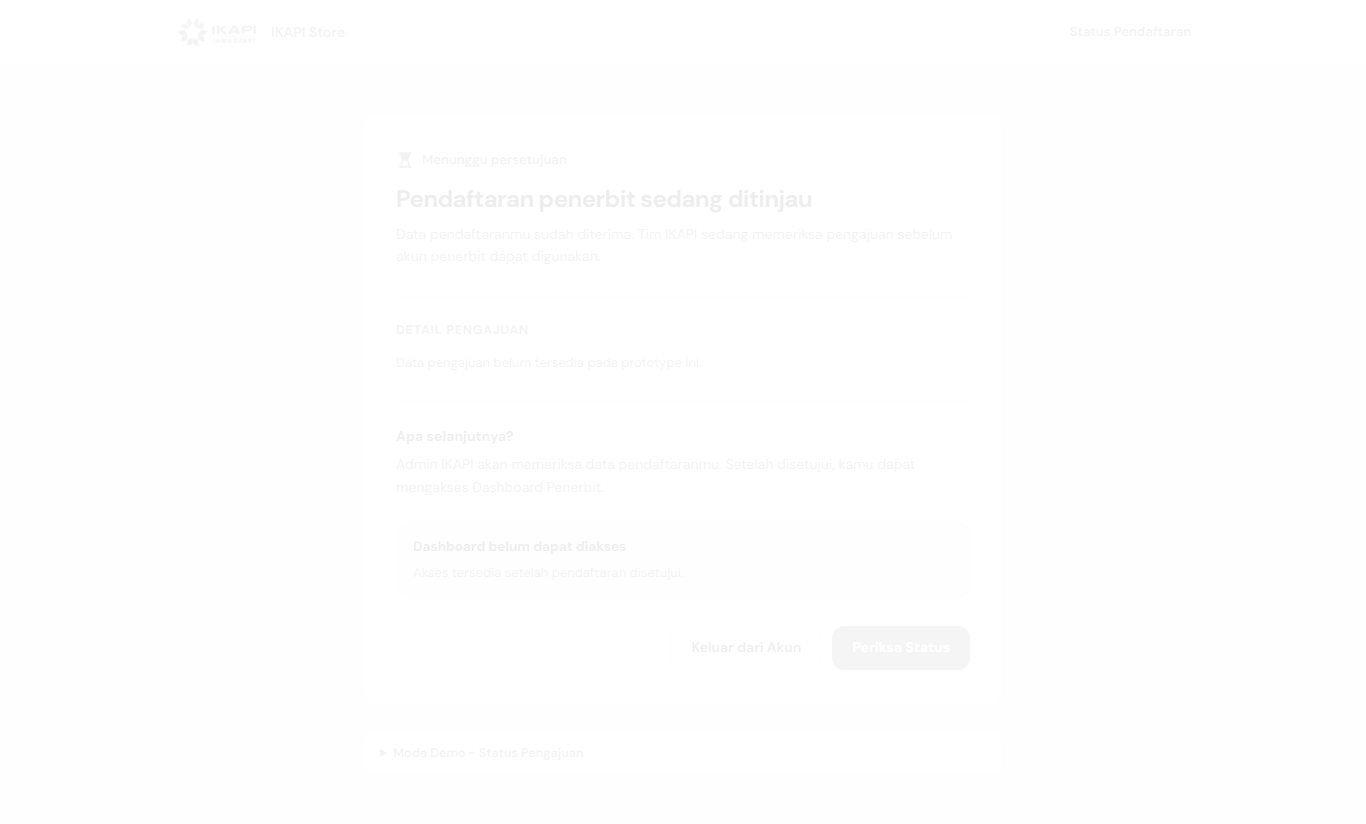 IKAPI
IKAPI Store
Status Pendaftaran
Menunggu persetujuan
Pendaftaran penerbit sedang ditinjau
Data pendaftaranmu sudah diterima. Tim IKAPI sedang memeriksa pengajuan sebelum
akun penerbit dapat digunakan.
DETAIL PENGAJUAN
Data pengajuan belum tersedia pada prototype ini.
Apa selanjutnya?
Admin IKAPI akan memeriksa data pendaftaranmu. Setelah disetujui, kamu dapat
mengakses Dashboard Penerbit.
Dashboard belum dapat diakses
Akses tersedia setelah pendaftaran disetujui.
Keluar dari Akun
Periksa Status
Mode Demo - Status Pengajuan